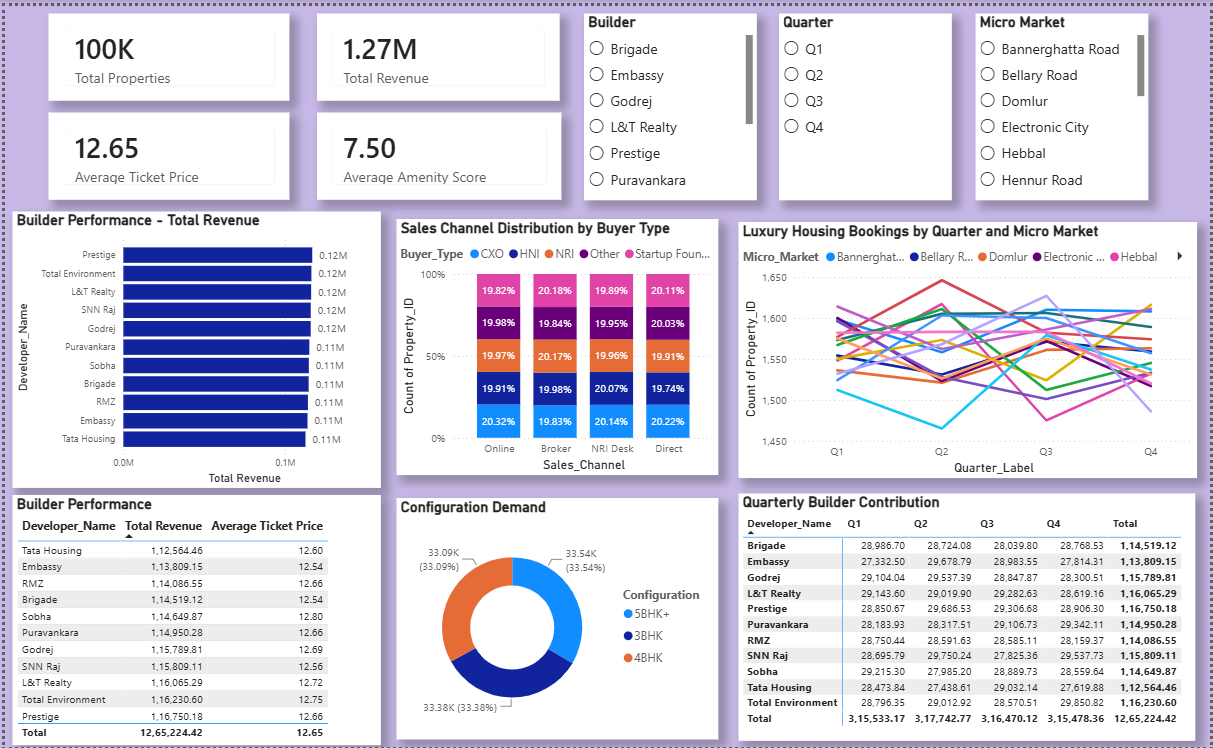 100K
Total Properties
1.27M
Total Revenue
12.65
Average Ticket Price
7.50
Average Amenity Score
Builder
Brigade
Embassy
Godrej
L&T Realty
Prestige
Puravankara
Quarter
Q1
Q2
Q3
Q4
Micro Market
Bannerghatta Road
Bellary Road
Domlur
Electronic City
Hebbal
Hennur Road
Builder Performance - Total Revenue
Developer_Name
Prestige 0.12M
Total Environment 0.12M
L&T Realty 0.12M
SNN Raj 0.12M
Godrej 0.12M
Puravankara 0.11M
Sobha 0.11M
Brigade 0.11M
RMZ 0.11M
Embassy 0.11M
Tata Housing 0.11M
0.0M 0.1M
Total Revenue
Sales Channel Distribution by Buyer Type
Buyer_Type CXO HNI NRI Other Startup Foun...
Count of Property_ID
100%
19.82% 20.18% 19.89% 20.11%
19.98% 19.84% 19.95% 20.03%
50%
19.97% 20.17% 19.96% 19.91%
19.91% 19.98% 20.07% 19.74%
20.32% 19.83% 20.14% 20.22%
0%
Online Broker NRI Desk Direct
Sales_Channel
Luxury Housing Bookings by Quarter and Micro Market
Micro_Market Bannerghat... Bellary R... Domlur Electronic ... Hebbal
Count of Property_ID
1,650
1,600
1,550
1,500
1,450
Q1 Q2 Q3 Q4
Quarter_Label
Builder Performance
Developer_Name Total Revenue Average Ticket Price
Tata Housing 1,12,564.46 12.60
Embassy 1,13,809.15 12.54
RMZ 1,14,086.55 12.66
Brigade 1,14,519.12 12.54
Sobha 1,14,649.87 12.80
Puravankara 1,14,950.28 12.66
Godrej 1,15,789.81 12.69
SNN Raj 1,15,809.11 12.56
L&T Realty 1,16,065.29 12.72
Total Environment 1,16,230.60 12.75
Prestige 1,16,750.18 12.66
Total 12,65,224.42 12.65
Configuration Demand
33.09K
(33.09%)
33.54K
(33.54%)
33.38K (33.38%)
Configuration
5BHK+
3BHK
4BHK
Quarterly Builder Contribution
Developer_Name Q1 Q2 Q3 Q4 Total
Brigade 28,986.70 28,724.08 28,039.80 28,768.53 1,14,519.12
Embassy 27,332.50 29,678.79 28,983.55 27,814.31 1,13,809.15
Godrej 29,104.04 29,537.39 28,847.87 28,300.51 1,15,789.81
L&T Realty 29,143.60 29,019.90 29,282.63 28,619.16 1,16,065.29
Prestige 28,850.67 29,686.53 29,306.68 28,906.30 1,16,750.18
Puravankara 28,183.93 28,317.51 29,106.73 29,342.11 1,14,950.28
RMZ 28,750.44 28,591.63 28,585.11 28,159.37 1,14,086.55
SNN Raj 28,695.79 29,750.24 27,825.36 29,537.73 1,15,809.11
Sobha 29,215.30 27,985.20 28,889.73 28,559.64 1,14,649.87
Tata Housing 28,473.84 27,438.61 29,032.14 27,619.88 1,12,564.46
Total Environment 28,796.35 29,012.92 28,570.51 29,850.82 1,16,230.60
Total 3,15,533.17 3,17,742.77 3,16,470.12 3,15,478.36 12,65,224.42